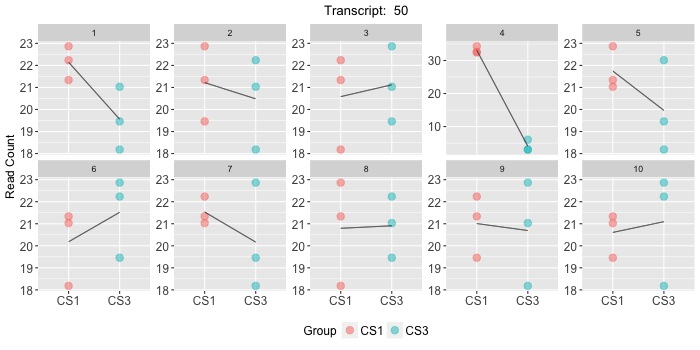 Transcript: 50
1 2 3 4 5
23 23 23 30 23
22 22 22 20 22
21 21 21 10 21
20 20 20 20
19 19 19 19
18 18 18 18
Read Count
6 7 8 9 10
23 23 23 23 23
22 22 22 22 22
21 21 21 21 21
20 20 20 20 20
19 19 19 19 19
18 18 18 18 18
CS1 CS3 CS1 CS3 CS1 CS3 CS1 CS3 CS1 CS3
Group CS1 CS3